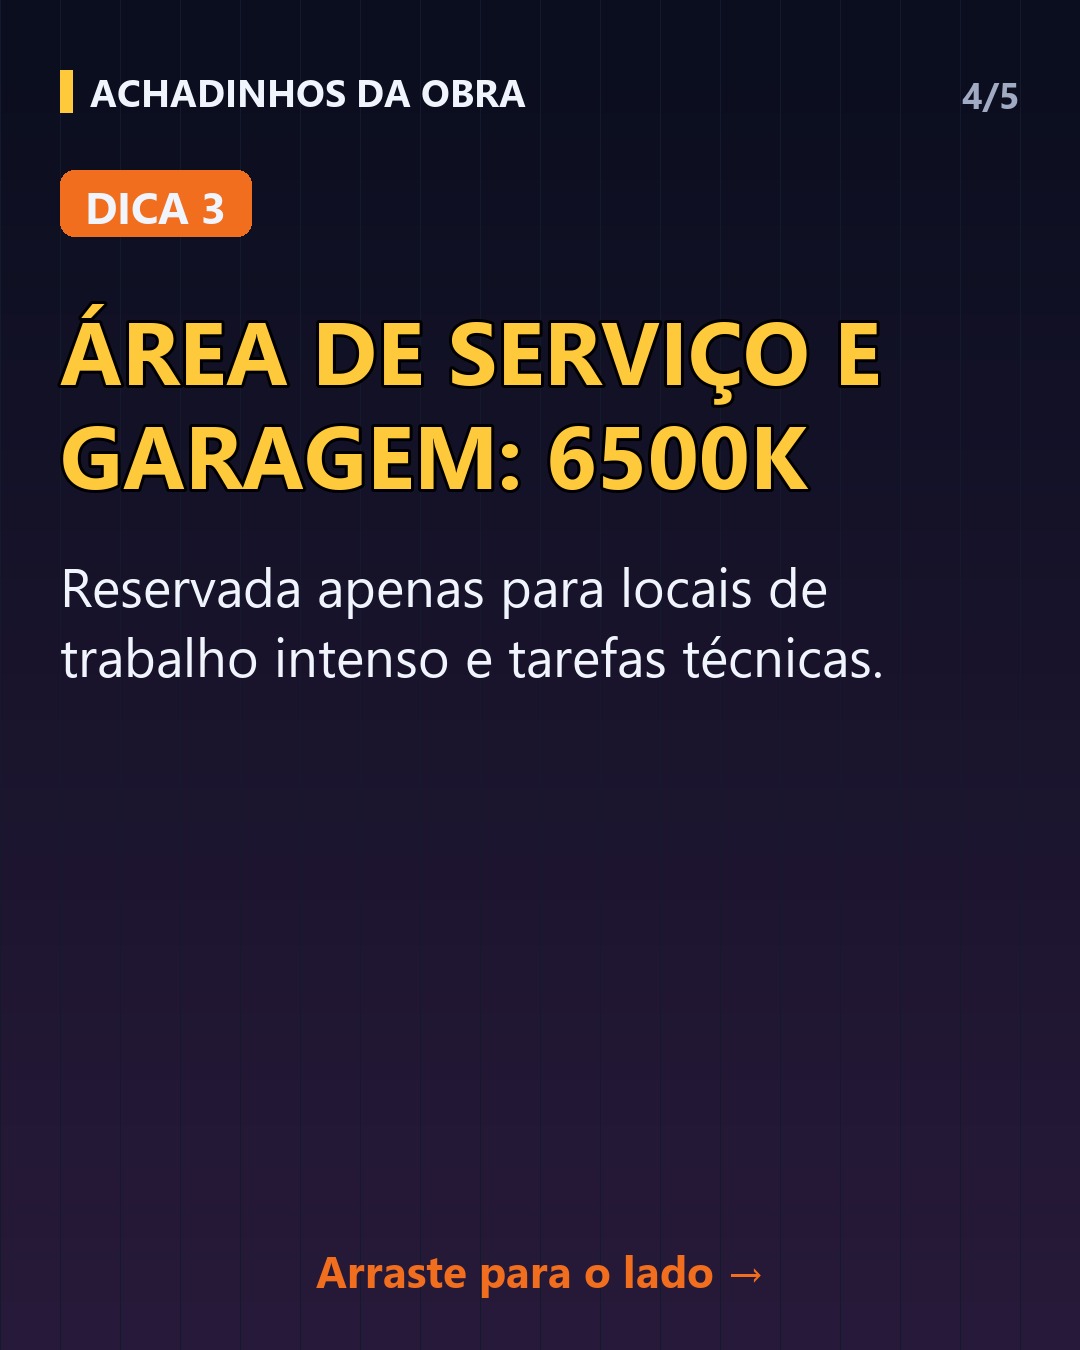 ACHADINHOS DA OBRA
4/5
DICA 3
ÁREA DE SERVIÇO E
GARAGEM: 6500K
Reservada apenas para locais de
trabalho intenso e tarefas técnicas.
Arraste para o lado →